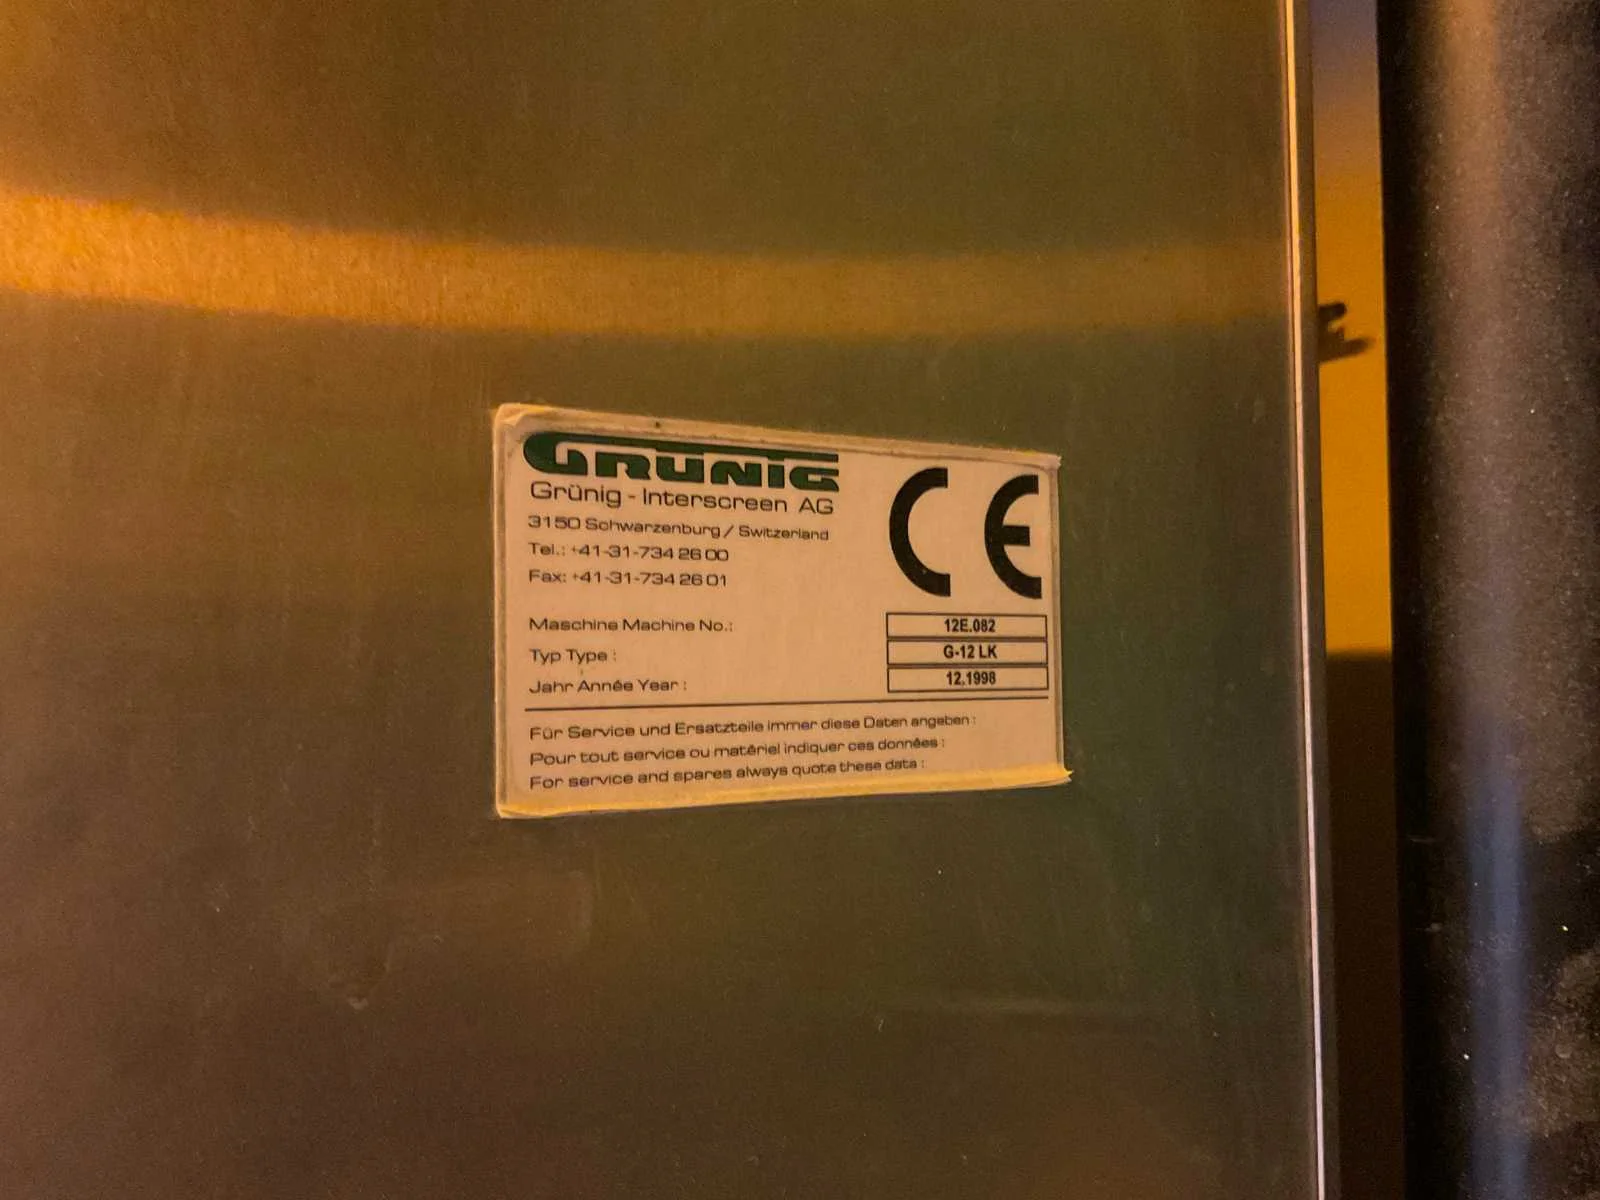 GRÜNIG
Grünig - Interscreen AG
3150 Schwarzenburg / Switzerland
Tel.: +41-31-734 26 00
Fax: +41-31-734 26 01
CE
Maschine Machine No.: 12E.082
Typ Type : G-12 LK
Jahr Année Year : 12.1998
Für Service und Ersatzteile immer diese Daten angeben :
Pour tout service ou matériel indiquer ces données :
For service and spares always quote these data :